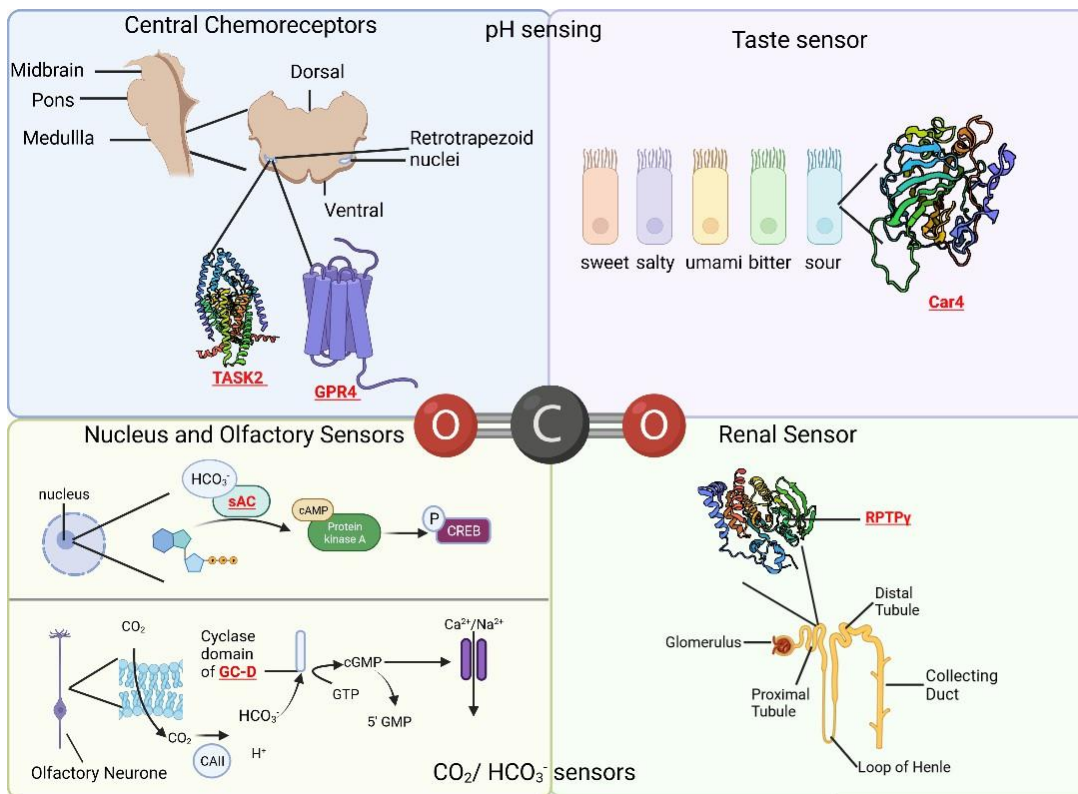 Central Chemoreceptors
pH sensing
Taste sensor
Midbrain
Pons
Medullla
Dorsal
Retrotrapezoid
nuclei
Ventral
TASK2
GPR4
sweet salty umami bitter sour
Car4
O C O
Nucleus and Olfactory Sensors
nucleus
HCO₃⁻
sAC
cAMP
Protein
kinase A
P
CREB
CO₂
Cyclase
domain
of GC-D
Ca²⁺/Na²⁺
cGMP
GTP
5' GMP
HCO₃⁻
CO₂
CAII
H⁺
Olfactory Neurone
CO₂/ HCO₃⁻ sensors
Renal Sensor
RPTPγ
Distal
Tubule
Glomerulus
Proximal
Tubule
Collecting
Duct
Loop of Henle